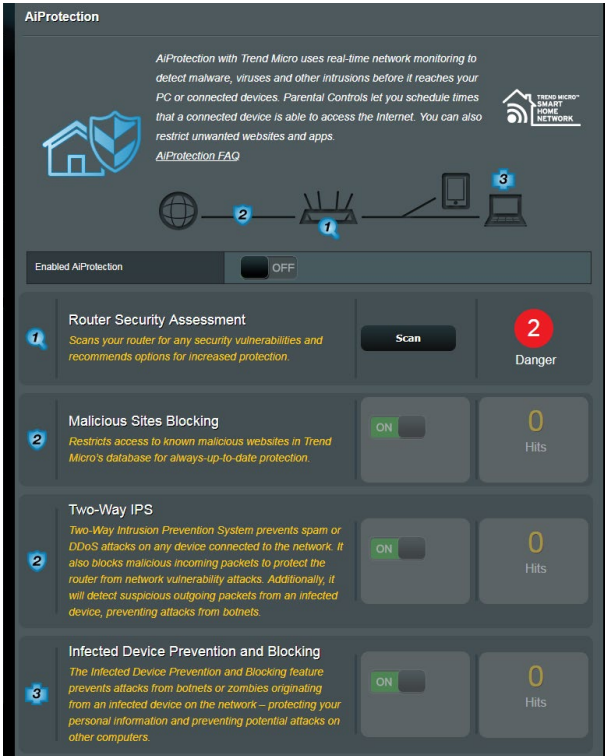 AiProtection
AiProtection with Trend Micro uses real-time network monitoring to
detect malware, viruses and other intrusions before it reaches your
PC or connected devices. Parental Controls let you schedule times
that a connected device is able to access the Internet. You can also
restrict unwanted websites and apps.
AiProtection FAQ
TREND MICRO™
SMART
HOME
NETWORK
3
2
1
Enabled AiProtection
OFF
1
Router Security Assessment
Scans your router for any security vulnerabilities and
recommends options for increased protection.
Scan
2
Danger
2
Malicious Sites Blocking
Restricts access to known malicious websites in Trend
Micro's database for always-up-to-date protection.
ON
0
Hits
2
Two-Way IPS
Two-Way Intrusion Prevention System prevents spam or
DDoS attacks on any device connected to the network. It
also blocks malicious incoming packets to protect the
router from network vulnerability attacks. Additionally, it
will detect suspicious outgoing packets from an infected
device, preventing attacks from botnets.
ON
0
Hits
3
Infected Device Prevention and Blocking
The Infected Device Prevention and Blocking feature
prevents attacks from botnets or zombies originating
from an infected device on the network – protecting your
personal information and preventing potential attacks on
other computers.
ON
0
Hits